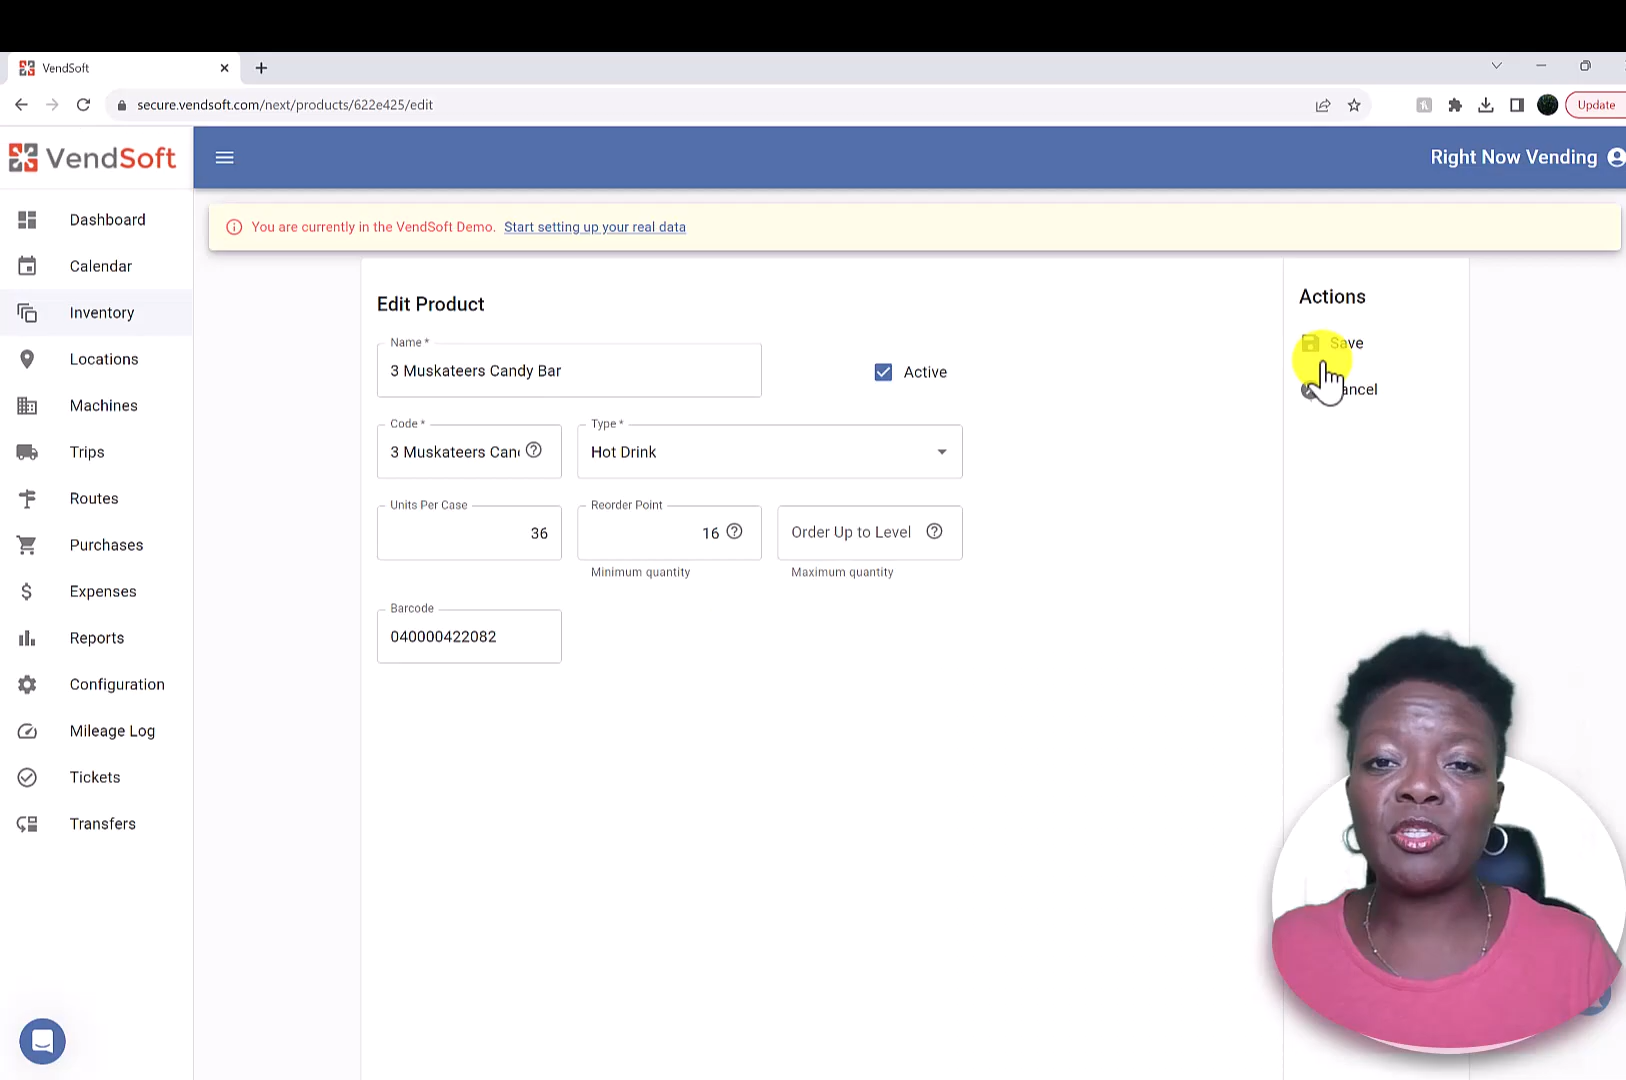 VendSoft
secure.vendsoft.com/next/products/622e425/edit
Update
VendSoft
Right Now Vending
Dashboard
Calendar
Inventory
Locations
Machines
Trips
Routes
Purchases
Expenses
Reports
Configuration
Mileage Log
Tickets
Transfers
You are currently in the VendSoft Demo. Start setting up your real data
Edit Product
Name *
3 Muskateers Candy Bar
Active
Code *
3 Muskateers Can
Type *
Hot Drink
Units Per Case
36
Reorder Point
16
Minimum quantity
Order Up to Level
Maximum quantity
Barcode
040000422082
Actions
Save
ancel